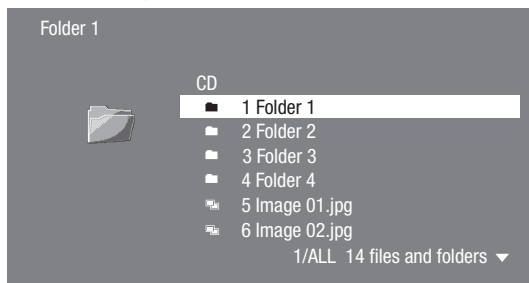 Folder 1
CD
1 Folder 1
2 Folder 2
3 Folder 3
4 Folder 4
5 Image 01.jpg
6 Image 02.jpg
1/ALL 14 files and folders ▼